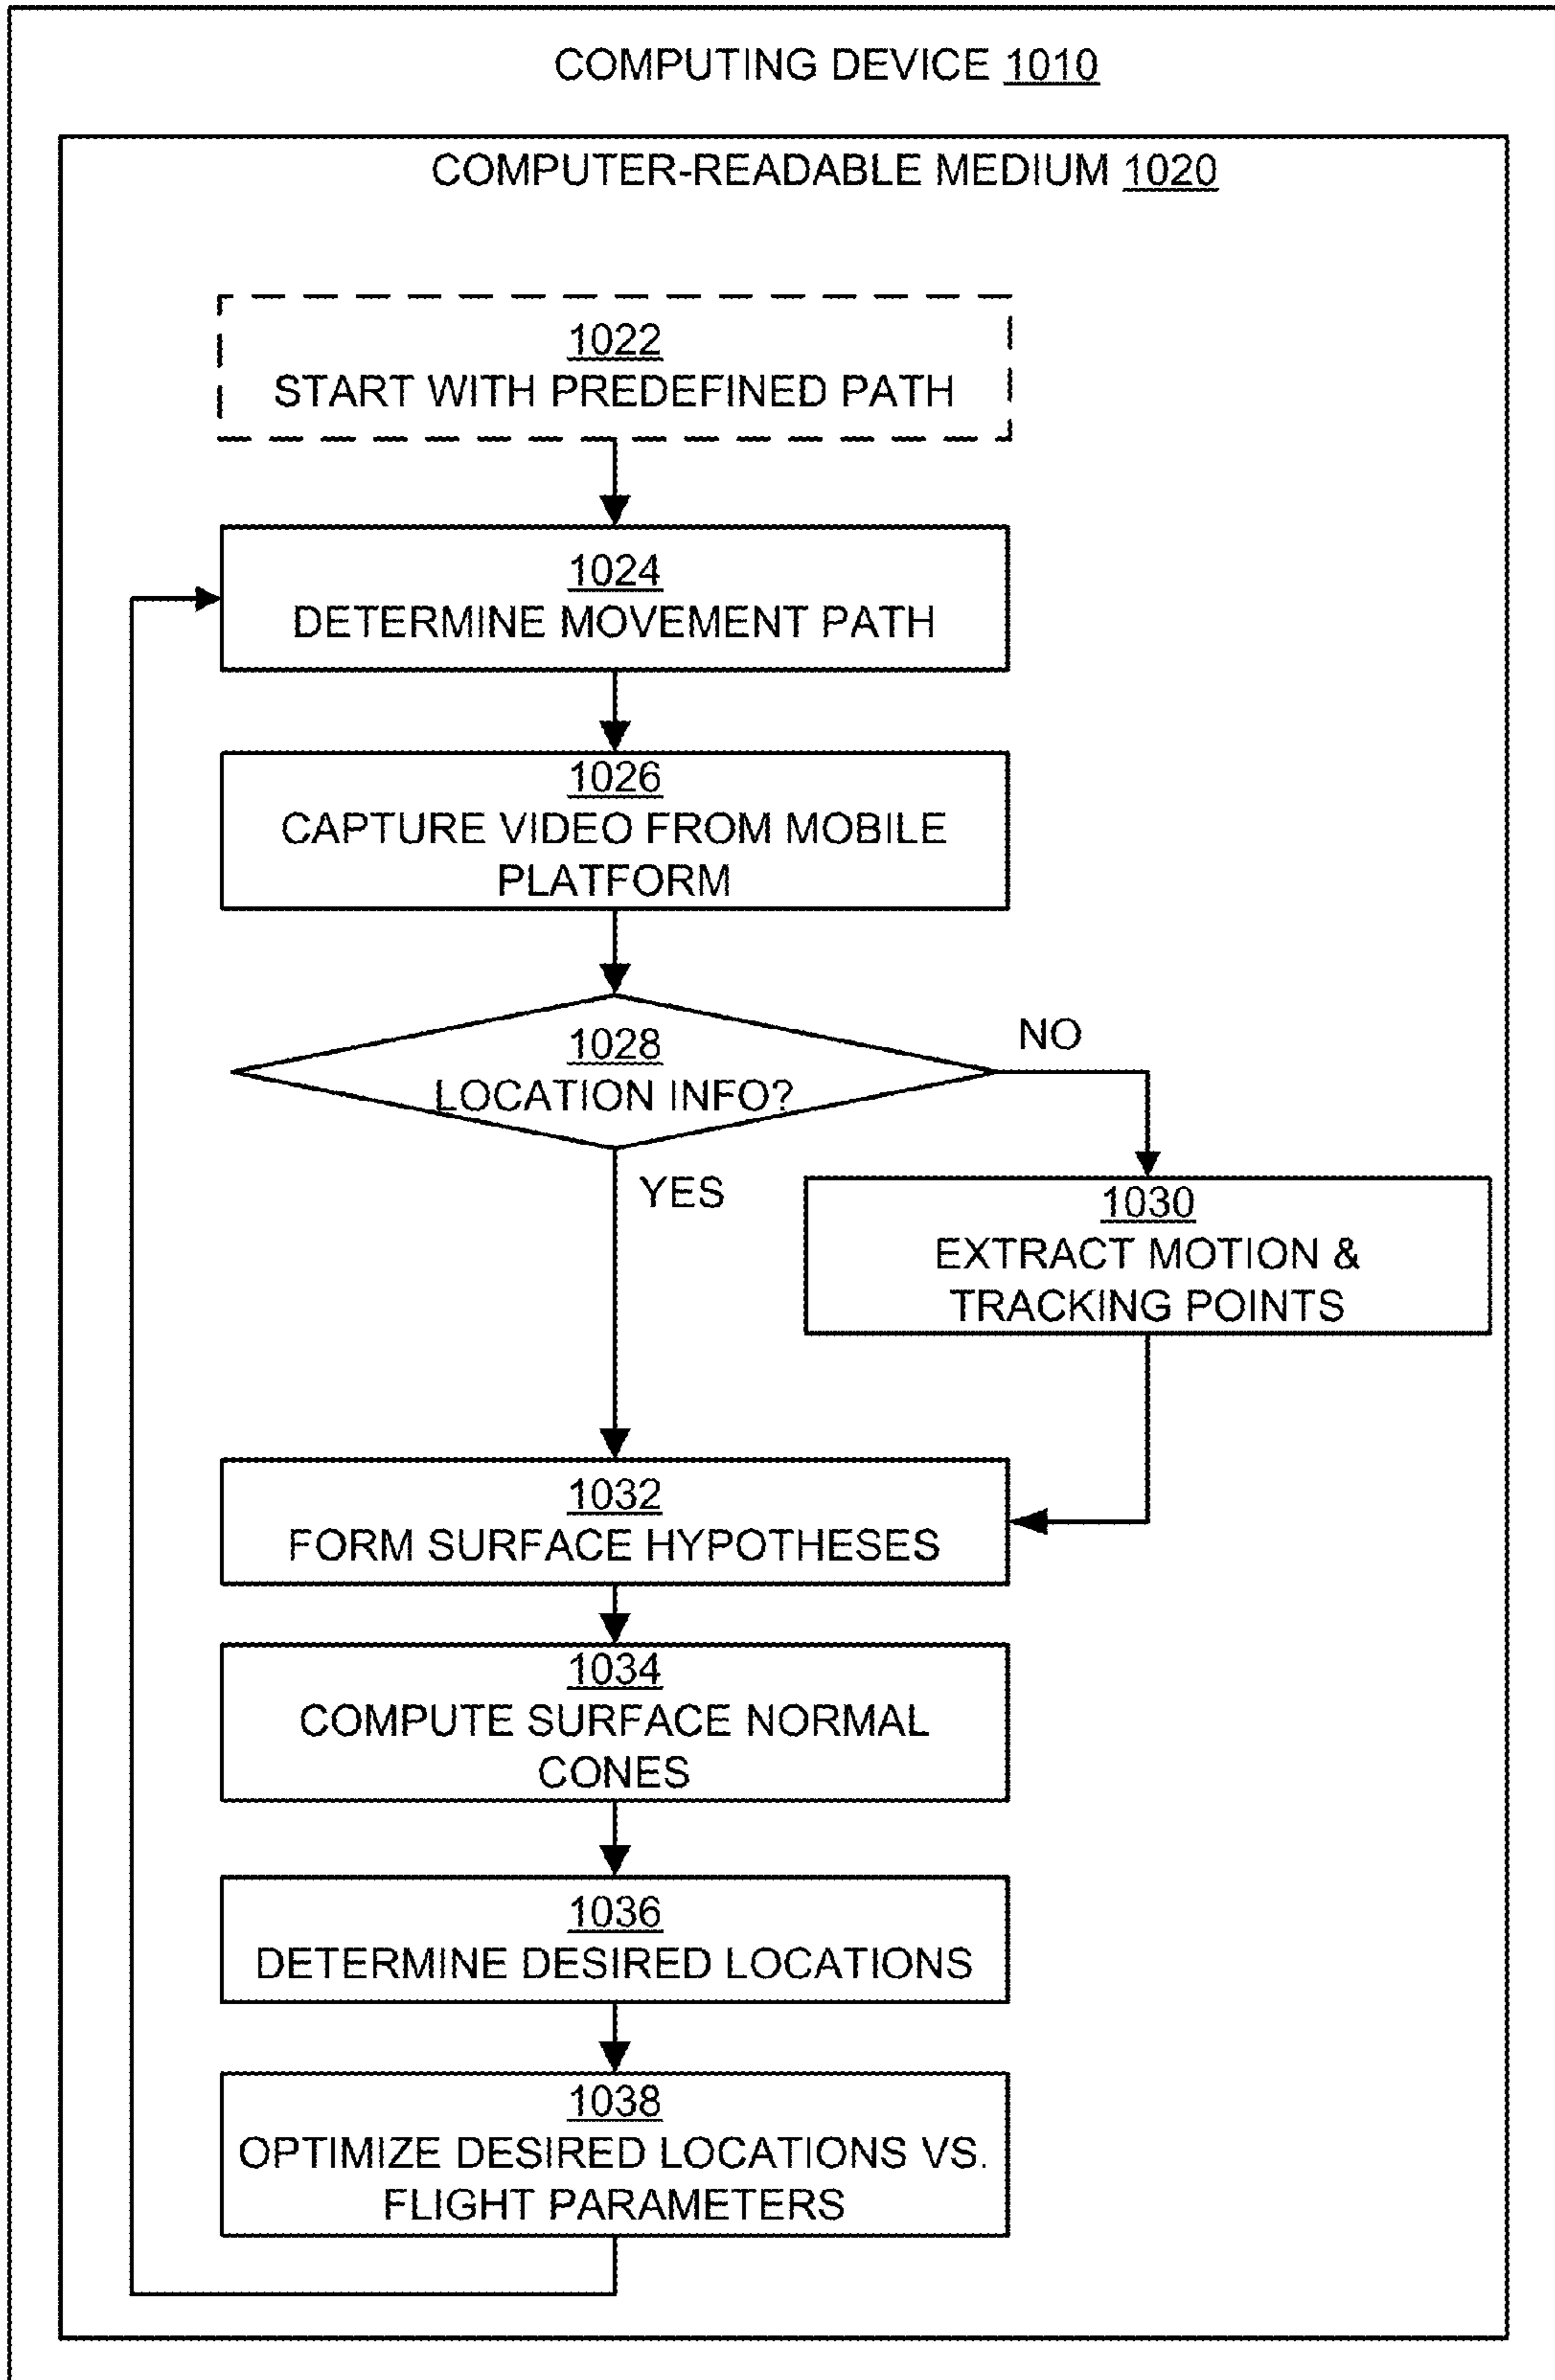 COMPUTING DEVICE 1010
COMPUTER-READABLE MEDIUM 1020
1022
START WITH PREDEFINED PATH
1024
DETERMINE MOVEMENT PATH
1026
CAPTURE VIDEO FROM MOBILE
PLATFORM
1028
LOCATION INFO?
NO
YES
1030
EXTRACT MOTION &
TRACKING POINTS
1032
FORM SURFACE HYPOTHESES
1034
COMPUTE SURFACE NORMAL
CONES
1036
DETERMINE DESIRED LOCATIONS
1038
OPTIMIZE DESIRED LOCATIONS VS.
FLIGHT PARAMETERS